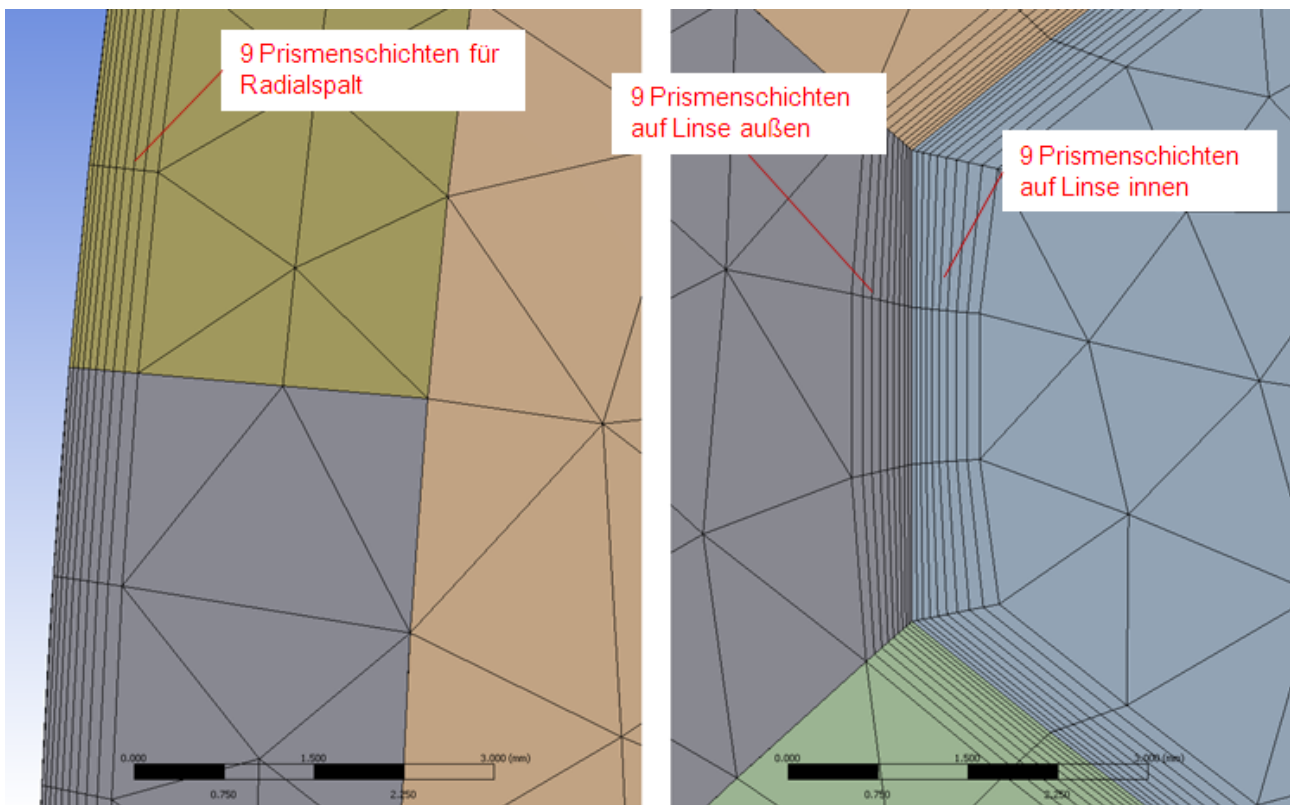 9 Prismenschichten für
Radialspalt
9 Prismenschichten
auf Linse außen
9 Prismenschichten
auf Linse innen
0.000
1.500
3.000 (mm)
0.750
2.250
0.000
1.500
3.000 (mm)
0.750
2.250